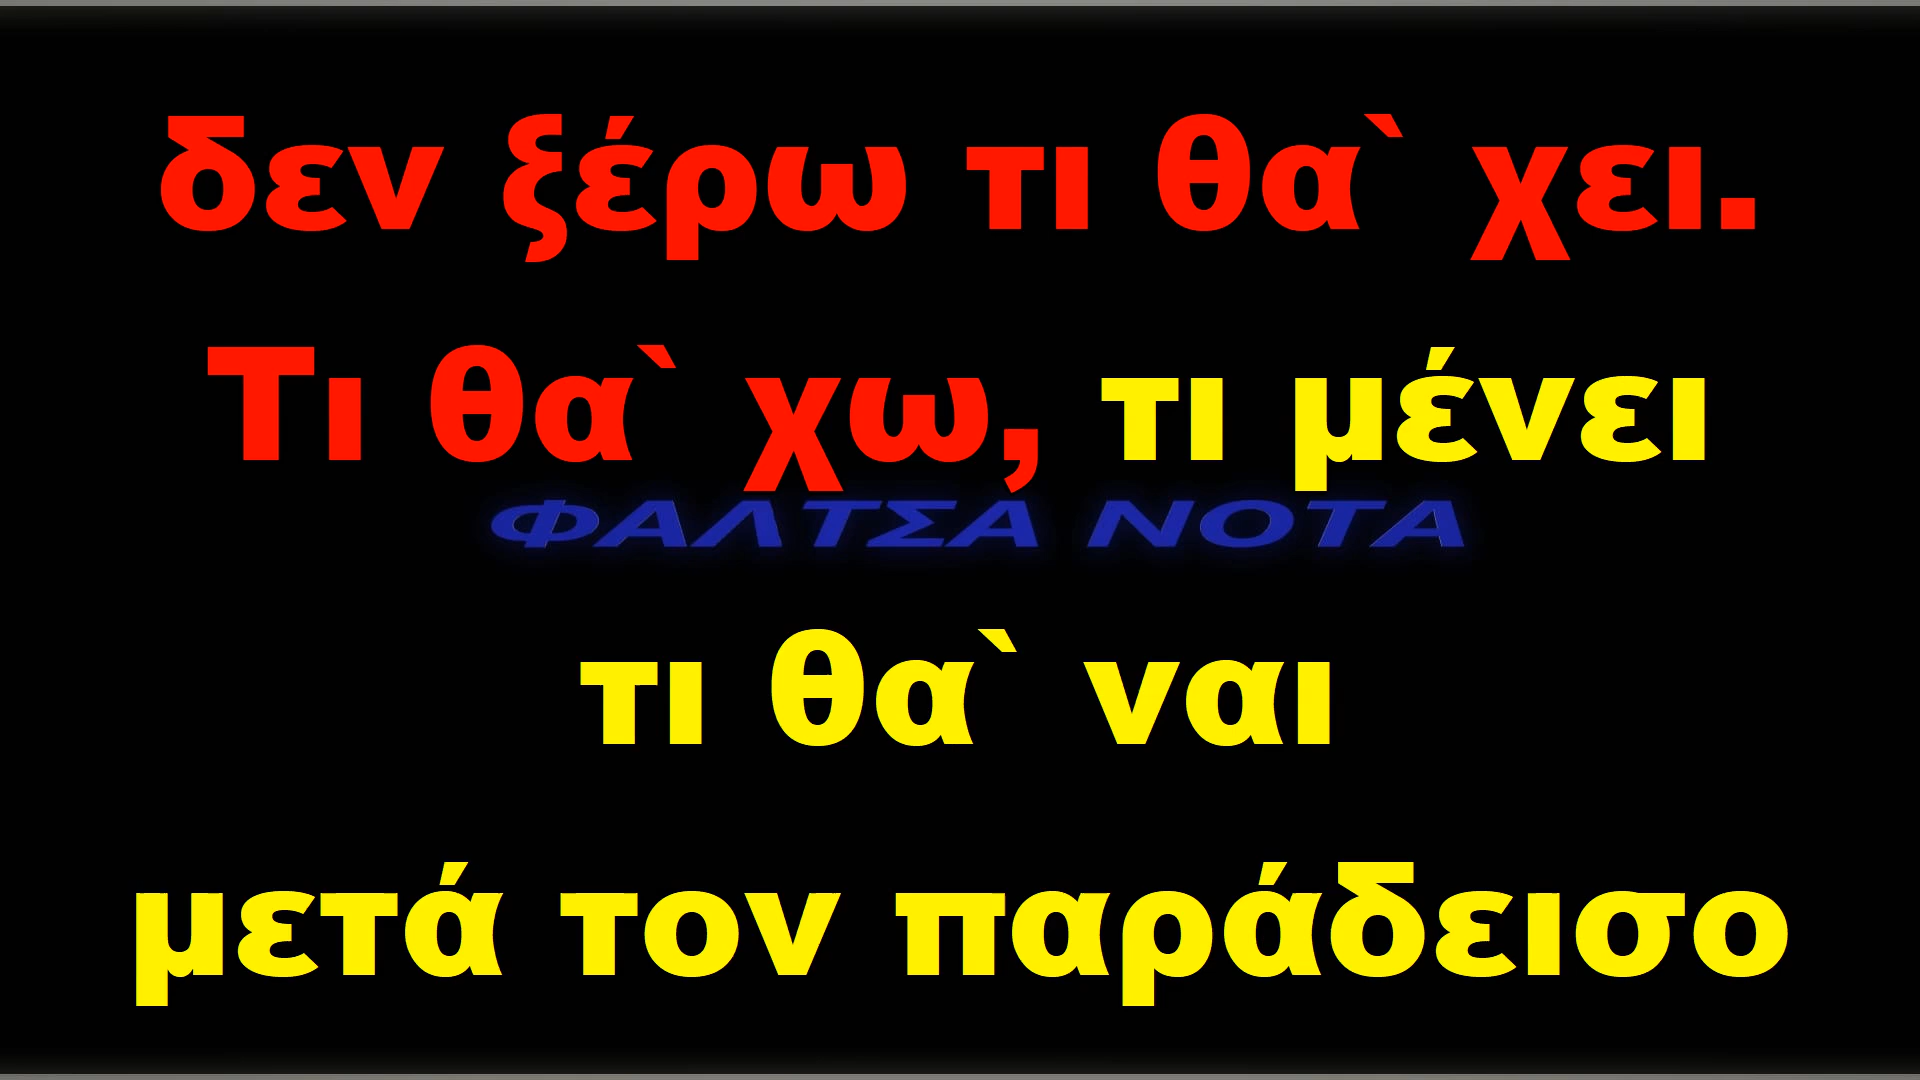 δεν ξέρω τι θα` χει.
Τι θα` χω, τι μένει
ΦΑΛΤΣΑ ΝΟΤΑ
τι θα` ναι
μετά τον παράδεισο